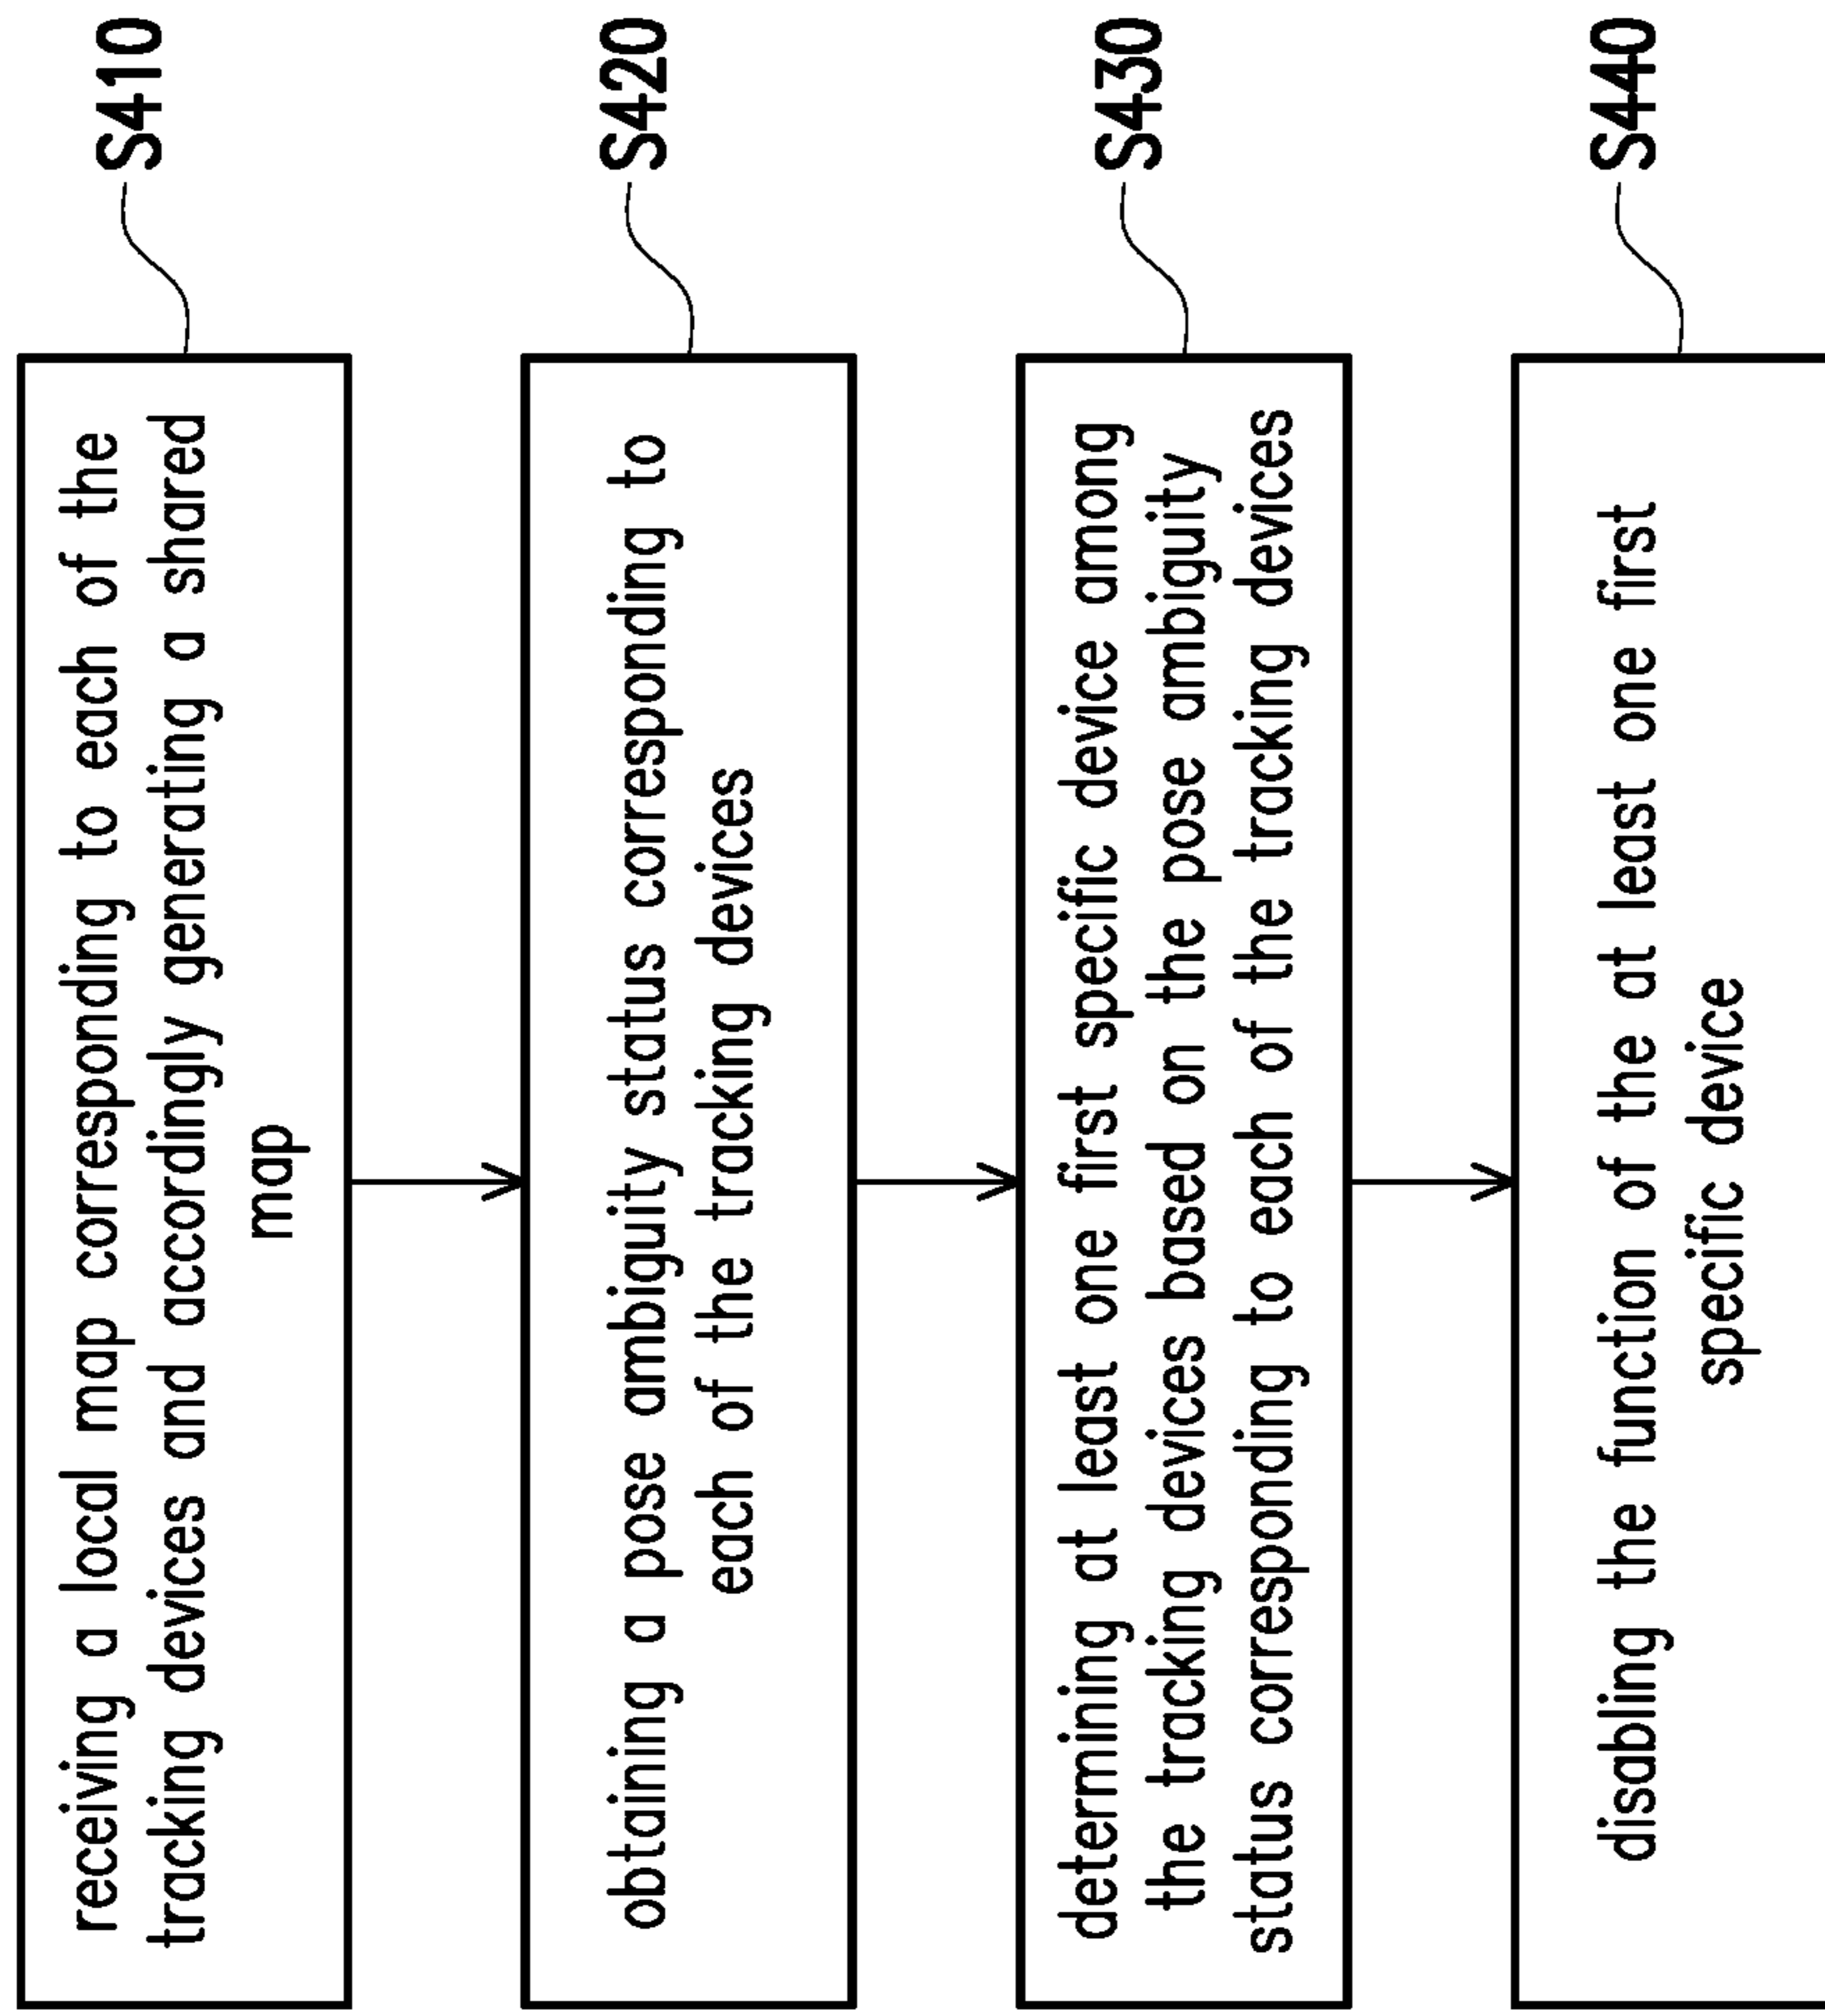 receiving a local map corresponding to each of the
tracking devices and accordingly generating a shared
map
S410
obtaining a pose ambiguity status corresponding to
each of the tracking devices
S420
determining at least one first specific device among
the tracking devices based on the pose ambiguity
status corresponding to each of the tracking devices
S430
disabling the function of the at least one first
specific device
S440